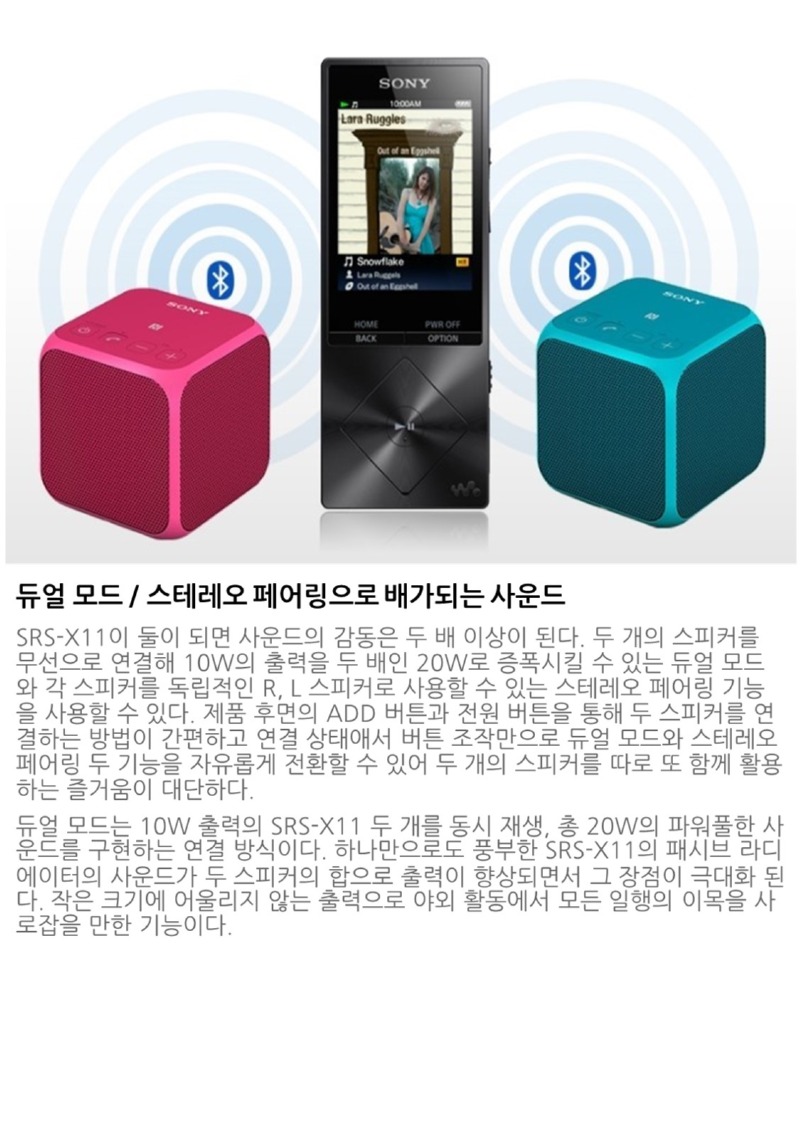 SONY
10:00AM
Lara Ruggles
Out of an Eggshell
Snowflake
HR
Lara Ruggels
Out of an Eggshell
HOME PWR OFF
BACK OPTION
SONY
SONY
듀얼 모드 / 스테레오 페어링으로 배가되는 사운드
SRS-X11이 둘이 되면 사운드의 감동은 두 배 이상이 된다. 두 개의 스피커를
무선으로 연결해 10W의 출력을 두 배인 20W로 증폭시킬 수 있는 듀얼 모드
와 각 스피커를 독립적인 R, L 스피커로 사용할 수 있는 스테레오 페어링 기능
을 사용할 수 있다. 제품 후면의 ADD 버튼과 전원 버튼을 통해 두 스피커를 연
결하는 방법이 간편하고 연결 상태애서 버튼 조작만으로 듀얼 모드와 스테레오
페어링 두 기능을 자유롭게 전환할 수 있어 두 개의 스피커를 따로 또 함께 활용
하는 즐거움이 대단하다.
듀얼 모드는 10W 출력의 SRS-X11 두 개를 동시 재생, 총 20W의 파워풀한 사
운드를 구현하는 연결 방식이다. 하나만으로도 풍부한 SRS-X11의 패시브 라디
에이터의 사운드가 두 스피커의 합으로 출력이 향상되면서 그 장점이 극대화 된
다. 작은 크기에 어울리지 않는 출력으로 야외 활동에서 모든 일행의 이목을 사
로잡을 만한 기능이다.